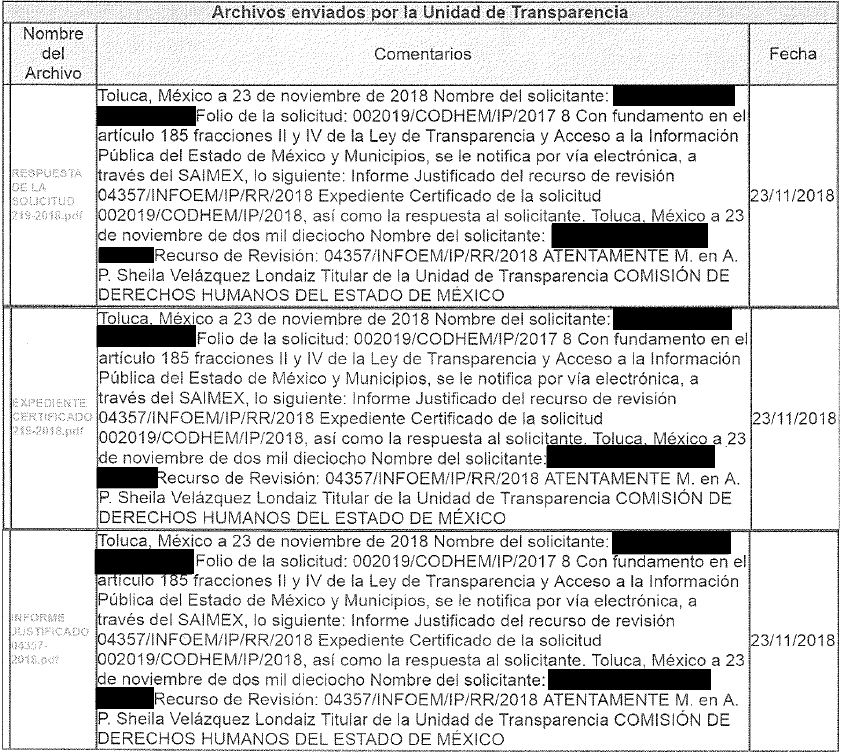 Archivos enviados por la Unidad de Transparencia
Nombre del Archivo
Comentarios
Fecha
RESPUESTA
DE LA
SOLICITUD
219-2018.pdf
Toluca, México a 23 de noviembre de 2018 Nombre del solicitante:
Folio de la solicitud: 002019/CODHEM/IP/2017 8 Con fundamento en el
artículo 185 fracciones II y IV de la Ley de Transparencia y Acceso a la Información
Pública del Estado de México y Municipios, se le notifica por vía electrónica, a
través del SAIMEX, lo siguiente: Informe Justificado del recurso de revisión
04357/INFOEM/IP/RR/2018 Expediente Certificado de la solicitud
002019/CODHEM/IP/2018, así como la respuesta al solicitante. Toluca, México a 23
de noviembre de dos mil dieciocho Nombre del solicitante:
Recurso de Revisión: 04357/INFOEM/IP/RR/2018 ATENTAMENTE M. en A.
P. Sheila Velázquez Londaiz Titular de la Unidad de Transparencia COMISIÓN DE
DERECHOS HUMANOS DEL ESTADO DE MÉXICO
23/11/2018
EXPEDIENTE
CERTIFICADO
219-2018.pdf
Toluca, México a 23 de noviembre de 2018 Nombre del solicitante:
Folio de la solicitud: 002019/CODHEM/IP/2017 8 Con fundamento en el
artículo 185 fracciones II y IV de la Ley de Transparencia y Acceso a la Información
Pública del Estado de México y Municipios, se le notifica por vía electrónica, a
través del SAIMEX, lo siguiente: Informe Justificado del recurso de revisión
04357/INFOEM/IP/RR/2018 Expediente Certificado de la solicitud
002019/CODHEM/IP/2018, así como la respuesta al solicitante. Toluca, México a 23
de noviembre de dos mil dieciocho Nombre del solicitante:
Recurso de Revisión: 04357/INFOEM/IP/RR/2018 ATENTAMENTE M. en A.
P. Sheila Velázquez Londaiz Titular de la Unidad de Transparencia COMISIÓN DE
DERECHOS HUMANOS DEL ESTADO DE MÉXICO
23/11/2018
INFORME
JUSTIFICADO
04357-
2018.pdf
Toluca, México a 23 de noviembre de 2018 Nombre del solicitante:
Folio de la solicitud: 002019/CODHEM/IP/2017 8 Con fundamento en el
artículo 185 fracciones II y IV de la Ley de Transparencia y Acceso a la Información
Pública del Estado de México y Municipios, se le notifica por vía electrónica, a
través del SAIMEX, lo siguiente: Informe Justificado del recurso de revisión
04357/INFOEM/IP/RR/2018 Expediente Certificado de la solicitud
002019/CODHEM/IP/2018, así como la respuesta al solicitante. Toluca, México a 23
de noviembre de dos mil dieciocho Nombre del solicitante:
Recurso de Revisión: 04357/INFOEM/IP/RR/2018 ATENTAMENTE M. en A.
P. Sheila Velázquez Londaiz Titular de la Unidad de Transparencia COMISIÓN DE
DERECHOS HUMANOS DEL ESTADO DE MÉXICO
23/11/2018